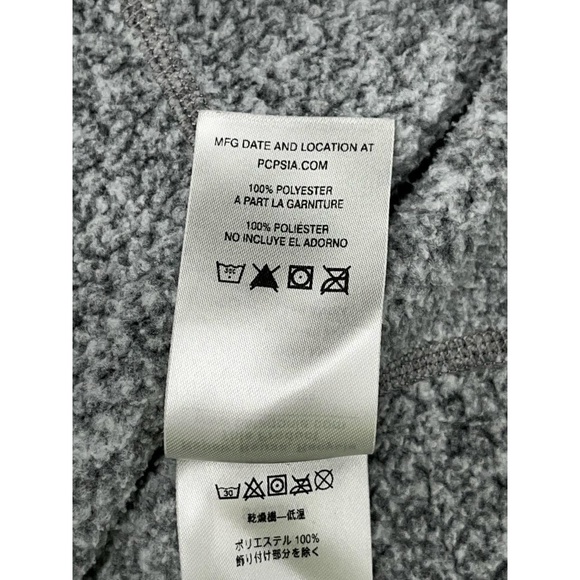 MFG DATE AND LOCATION AT
PCPSIA.COM
100% POLYESTER
A PART LA GARNITURE
100% POLIÉSTER
NO INCLUYE EL ADORNO
30C
30
乾燥機—低温
ポリエステル 100%
飾り付け部分を除く